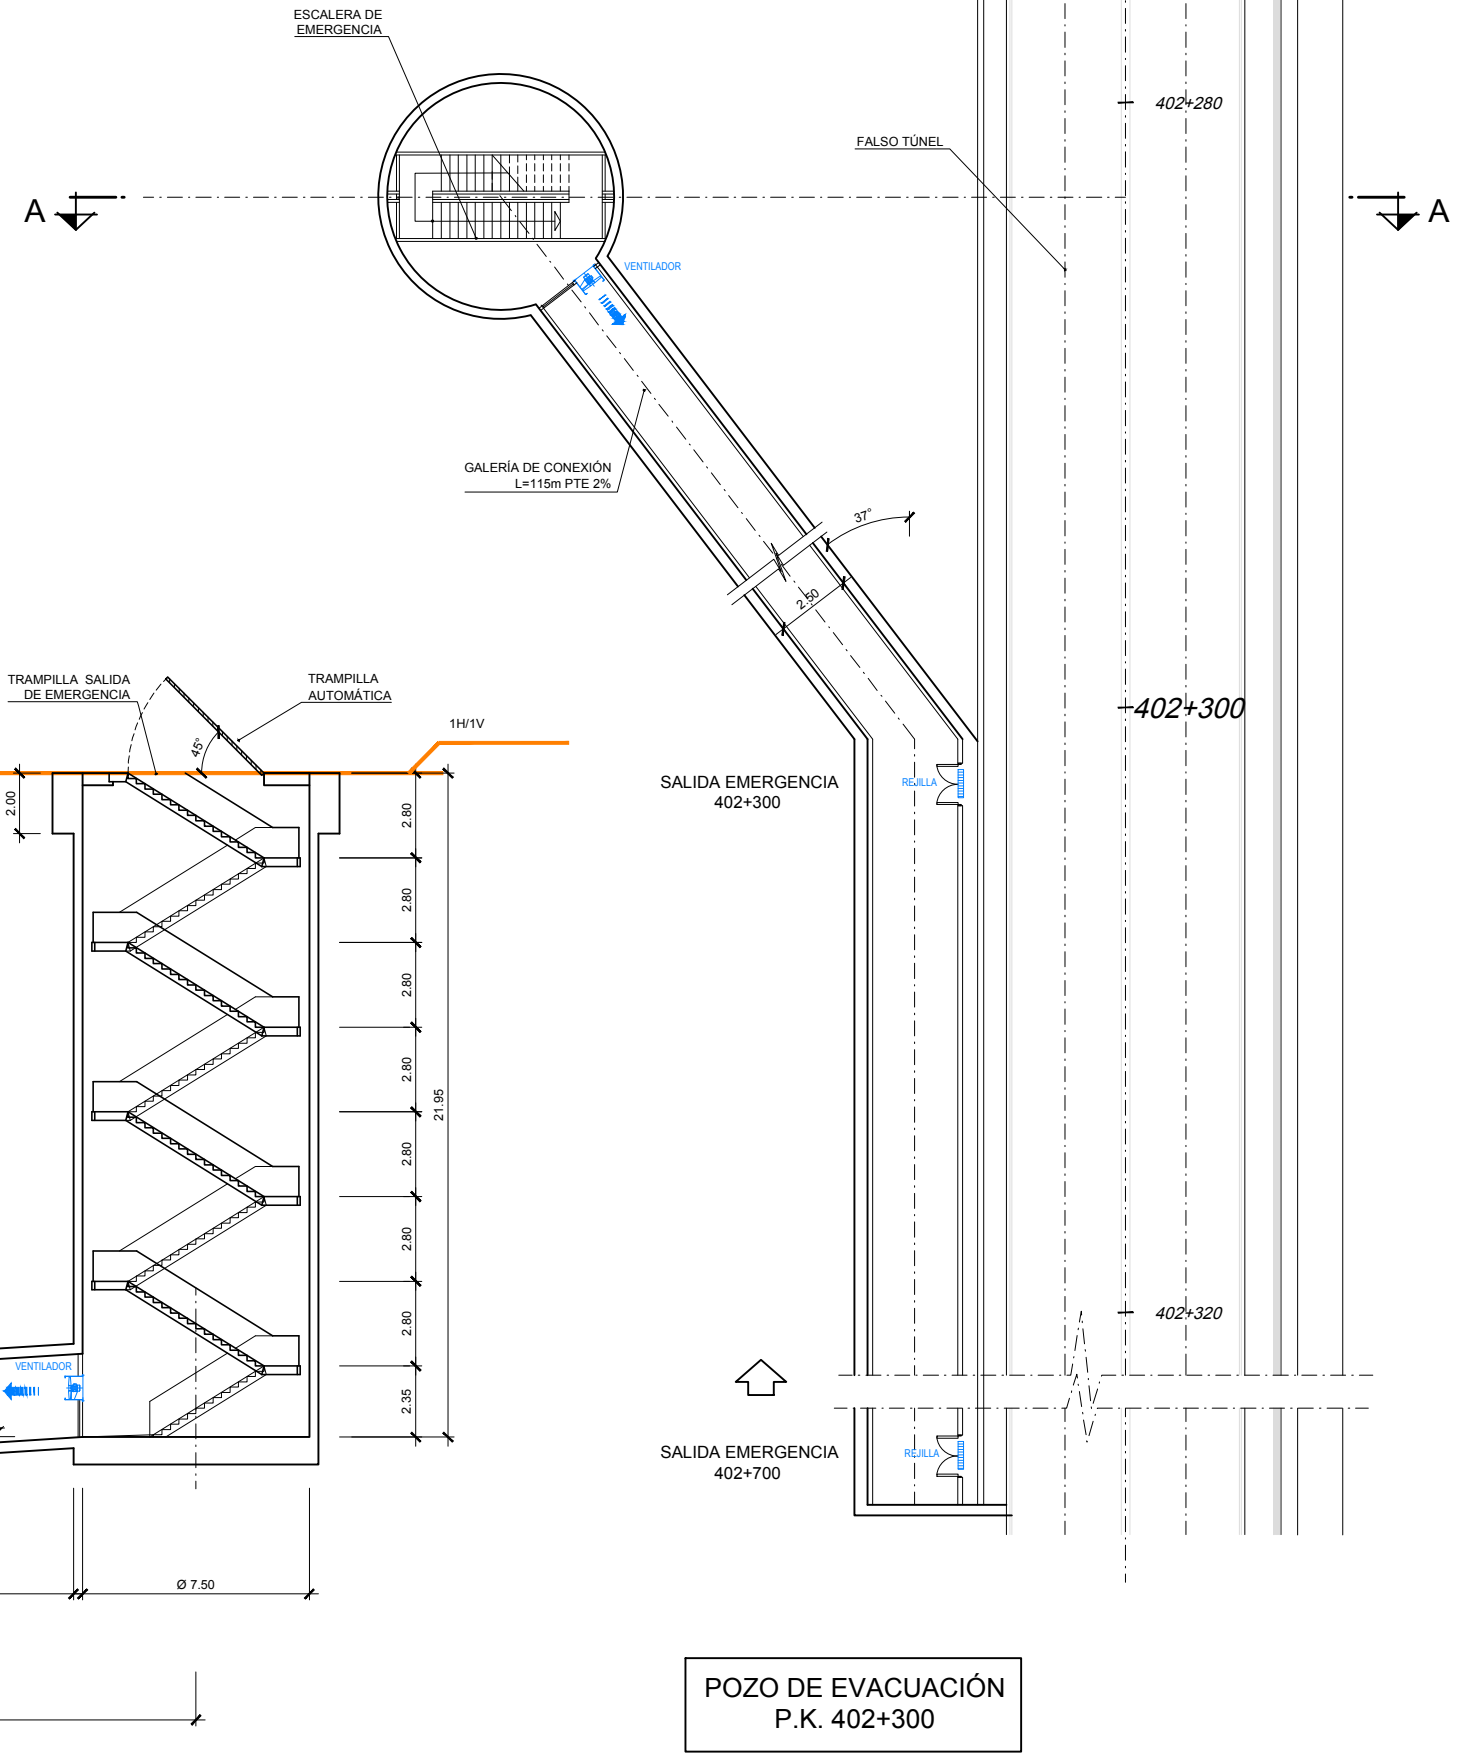 ESCALERA DE
EMERGENCIA
402+280
FALSO TÚNEL
A
A
VENTILADOR
GALERÍA DE CONEXIÓN
L=115m PTE 2%
37°
2.50
TRAMPILLA SALIDA
DE EMERGENCIA
TRAMPILLA
AUTOMÁTICA
45°
1H/1V
402+300
SALIDA EMERGENCIA
402+300
REJILLA
2.00
2.80
2.80
2.80
2.80
2.80
2.80
2.80
2.35
21.95
402+320
VENTILADOR
SALIDA EMERGENCIA
402+700
REJILLA
Ø 7.50
POZO DE EVACUACIÓN
P.K. 402+300